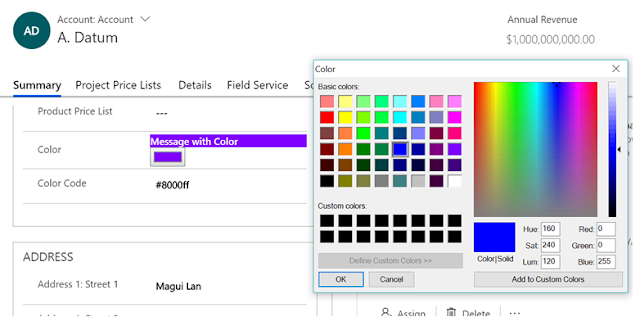 AD
Account: Account
A. Datum
Annual Revenue
$1,000,000,000.00
Summary
Project Price Lists
Details
Field Service
Product Price List
---
Color
Message with Color
Color Code
#8000ff
ADDRESS
Address 1: Street 1
Magui Lan
Color
Basic colors:
Custom colors:
Define Custom Colors >>
OK
Cancel
Color|Solid
Hue: 160
Sat: 240
Lum: 120
Red: 0
Green: 0
Blue: 255
Add to Custom Colors
Assign
Delete
...